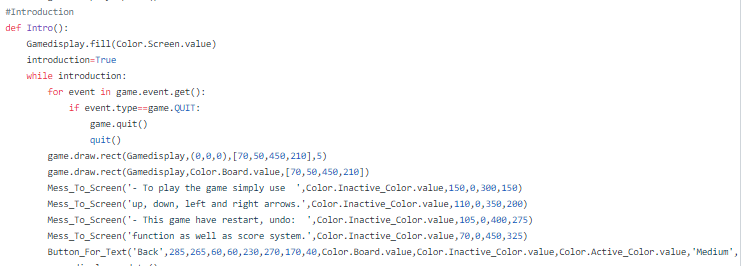 #Introduction
def Intro():
    Gamedisplay.fill(Color.Screen.value)
    introduction=True
    while introduction:
        for event in game.event.get():
            if event.type==game.QUIT:
                game.quit()
                quit()
        game.draw.rect(Gamedisplay,(0,0,0),[70,50,450,210],5)
        game.draw.rect(Gamedisplay,Color.Board.value,[70,50,450,210])
        Mess_To_Screen('- To play the game simply use  ',Color.Inactive_Color.value,150,0,300,150)
        Mess_To_Screen('up, down, left and right arrows.',Color.Inactive_Color.value,110,0,350,200)
        Mess_To_Screen('- This game have restart, undo:  ',Color.Inactive_Color.value,105,0,400,275)
        Mess_To_Screen('function as well as score system.',Color.Inactive_Color.value,70,0,450,325)
        Button_For_Text('Back',285,265,60,60,230,270,170,40,Color.Board.value,Color.Inactive_Color.value,Color.Active_Color.value,'Medium',